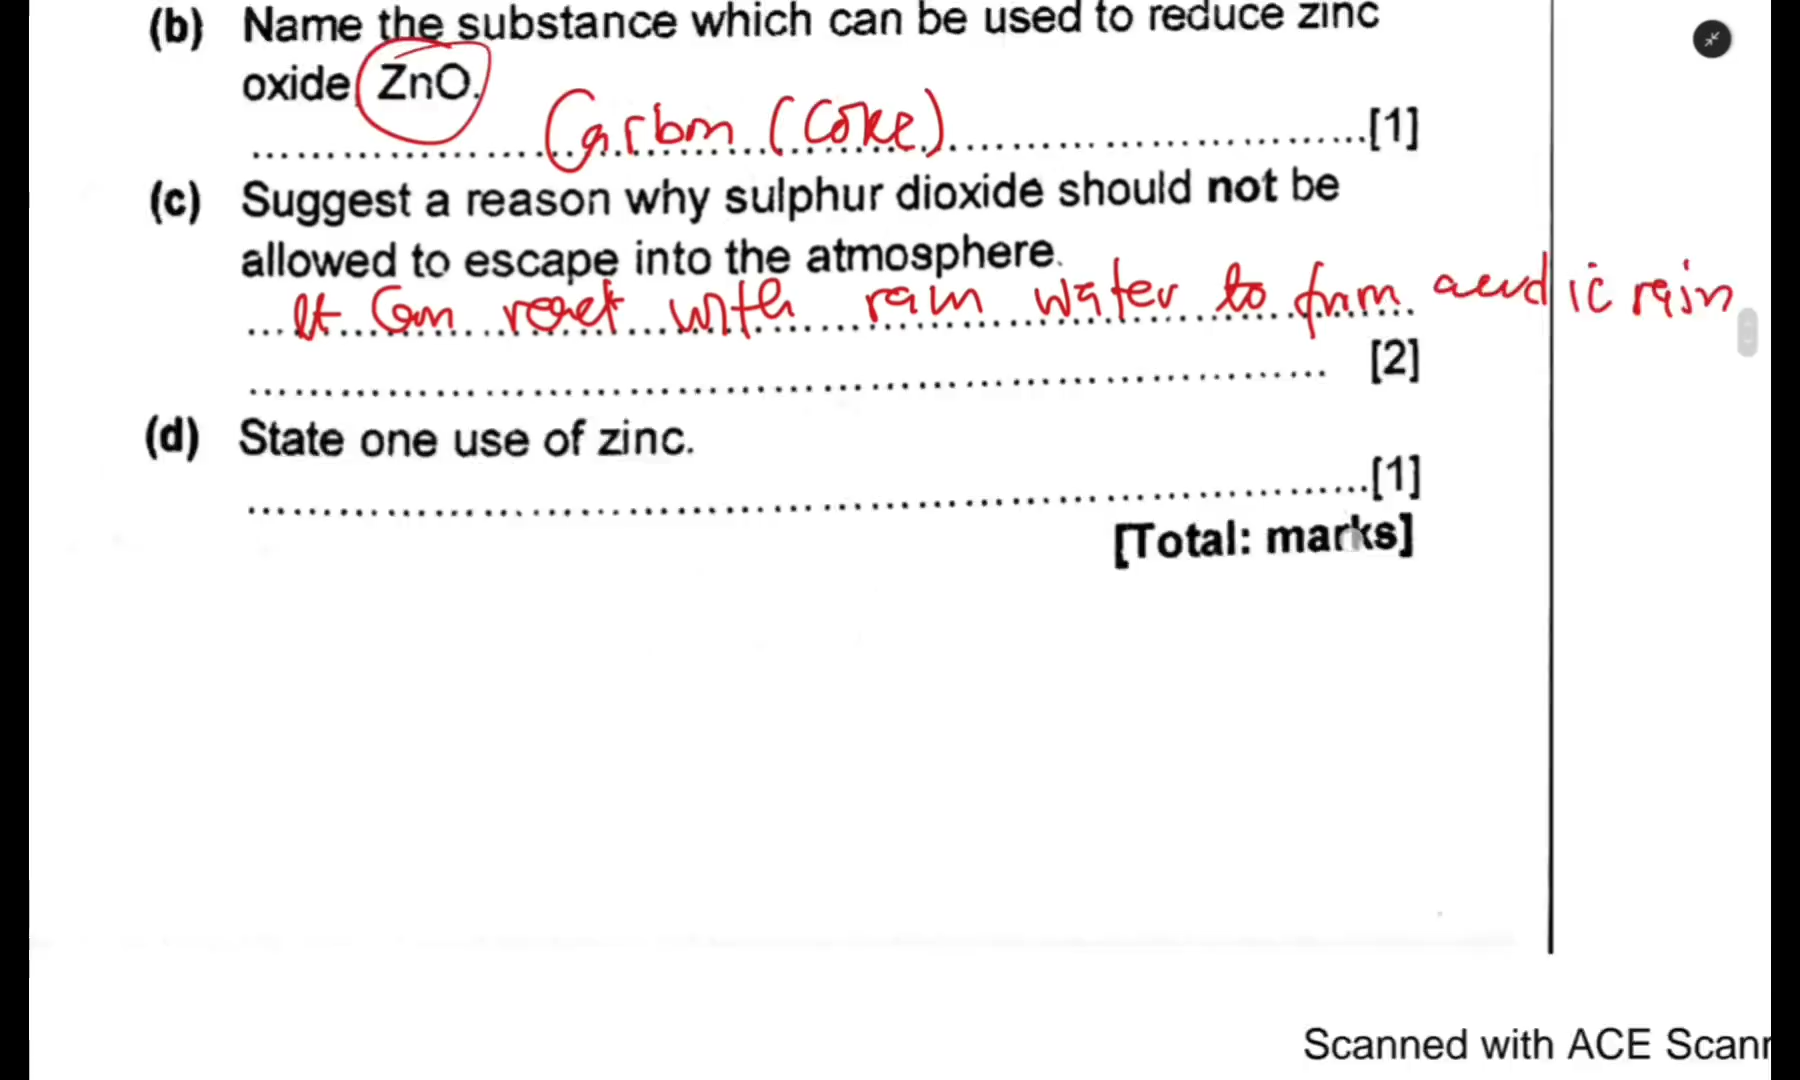 (b) Name the substance which can be used to reduce zinc
oxide ZnO.
Carbon (Coke) [1]
(c) Suggest a reason why sulphur dioxide should not be
allowed to escape into the atmosphere.
It Can react with rain water to form acidic rain
[2]
(d) State one use of zinc.
[1]
[Total: marks]
Scanned with ACE Scann